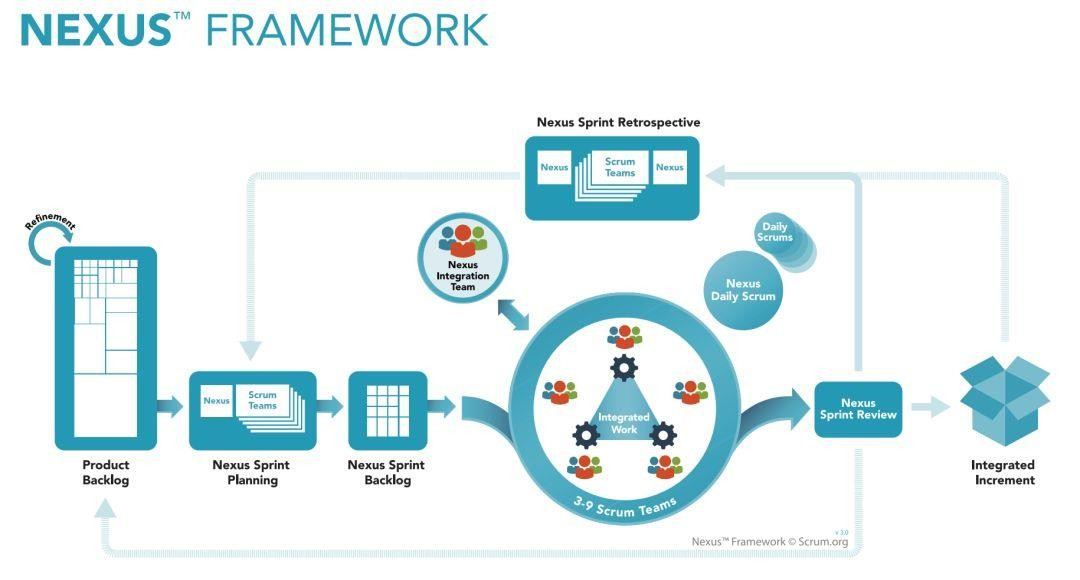 NEXUS™ FRAMEWORK
Nexus Sprint Retrospective
Nexus
Scrum
Teams
Nexus
Refinement
Nexus
Integration
Team
Daily
Scrums
Nexus
Daily Scrum
Nexus
Scrum
Teams
Integrated
Work
3-9 Scrum Teams
Nexus
Sprint Review
Product
Backlog
Nexus Sprint
Planning
Nexus Sprint
Backlog
Integrated
Increment
v 3.0
Nexus™ Framework © Scrum.org